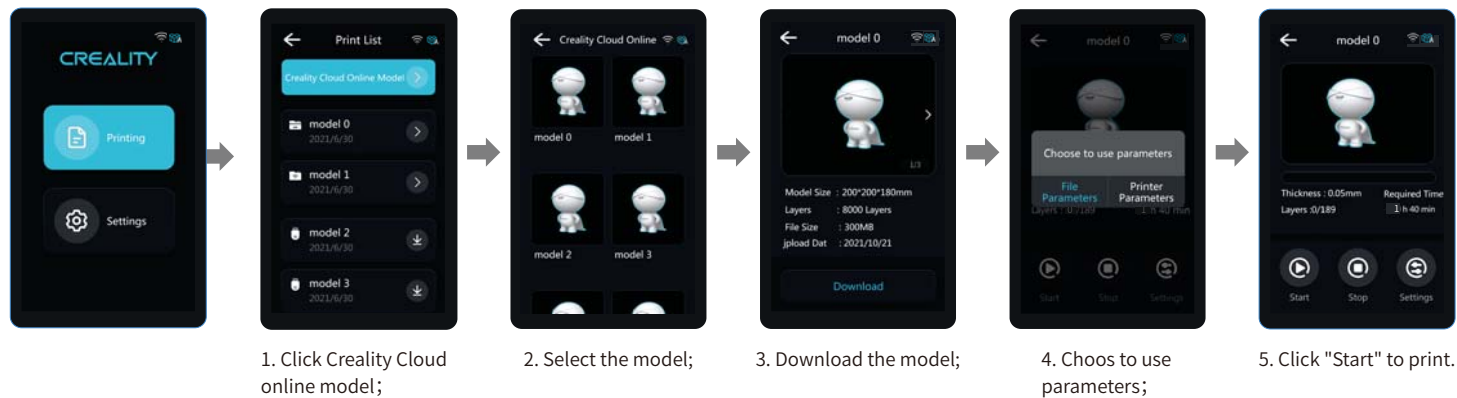 CREALITY
Printing
Settings
Print List
Creality Cloud Online Model
model 0
2021/6/30
model 1
2021/6/30
model 2
2021/6/30
model 3
2021/6/30
1. Click Creality Cloud
online model；
Creality Cloud Online
model 0 model 1
model 2 model 3
2. Select the model;
model 0
1/3
Model Size : 200*200*180mm
Layers : 8000 Layers
File Size : 300MB
jpload Dat : 2021/10/21
Download
3. Download the model;
model 0
Choose to use parameters
File Parameters
Printer Parameters
Layers :0/189 1 h 40 min
Start Stop Settings
4. Choos to use
parameters；
model 0
Thickness : 0.05mm Required Time
Layers :0/189 1 h 40 min
Start Stop Settings
5. Click "Start" to print.